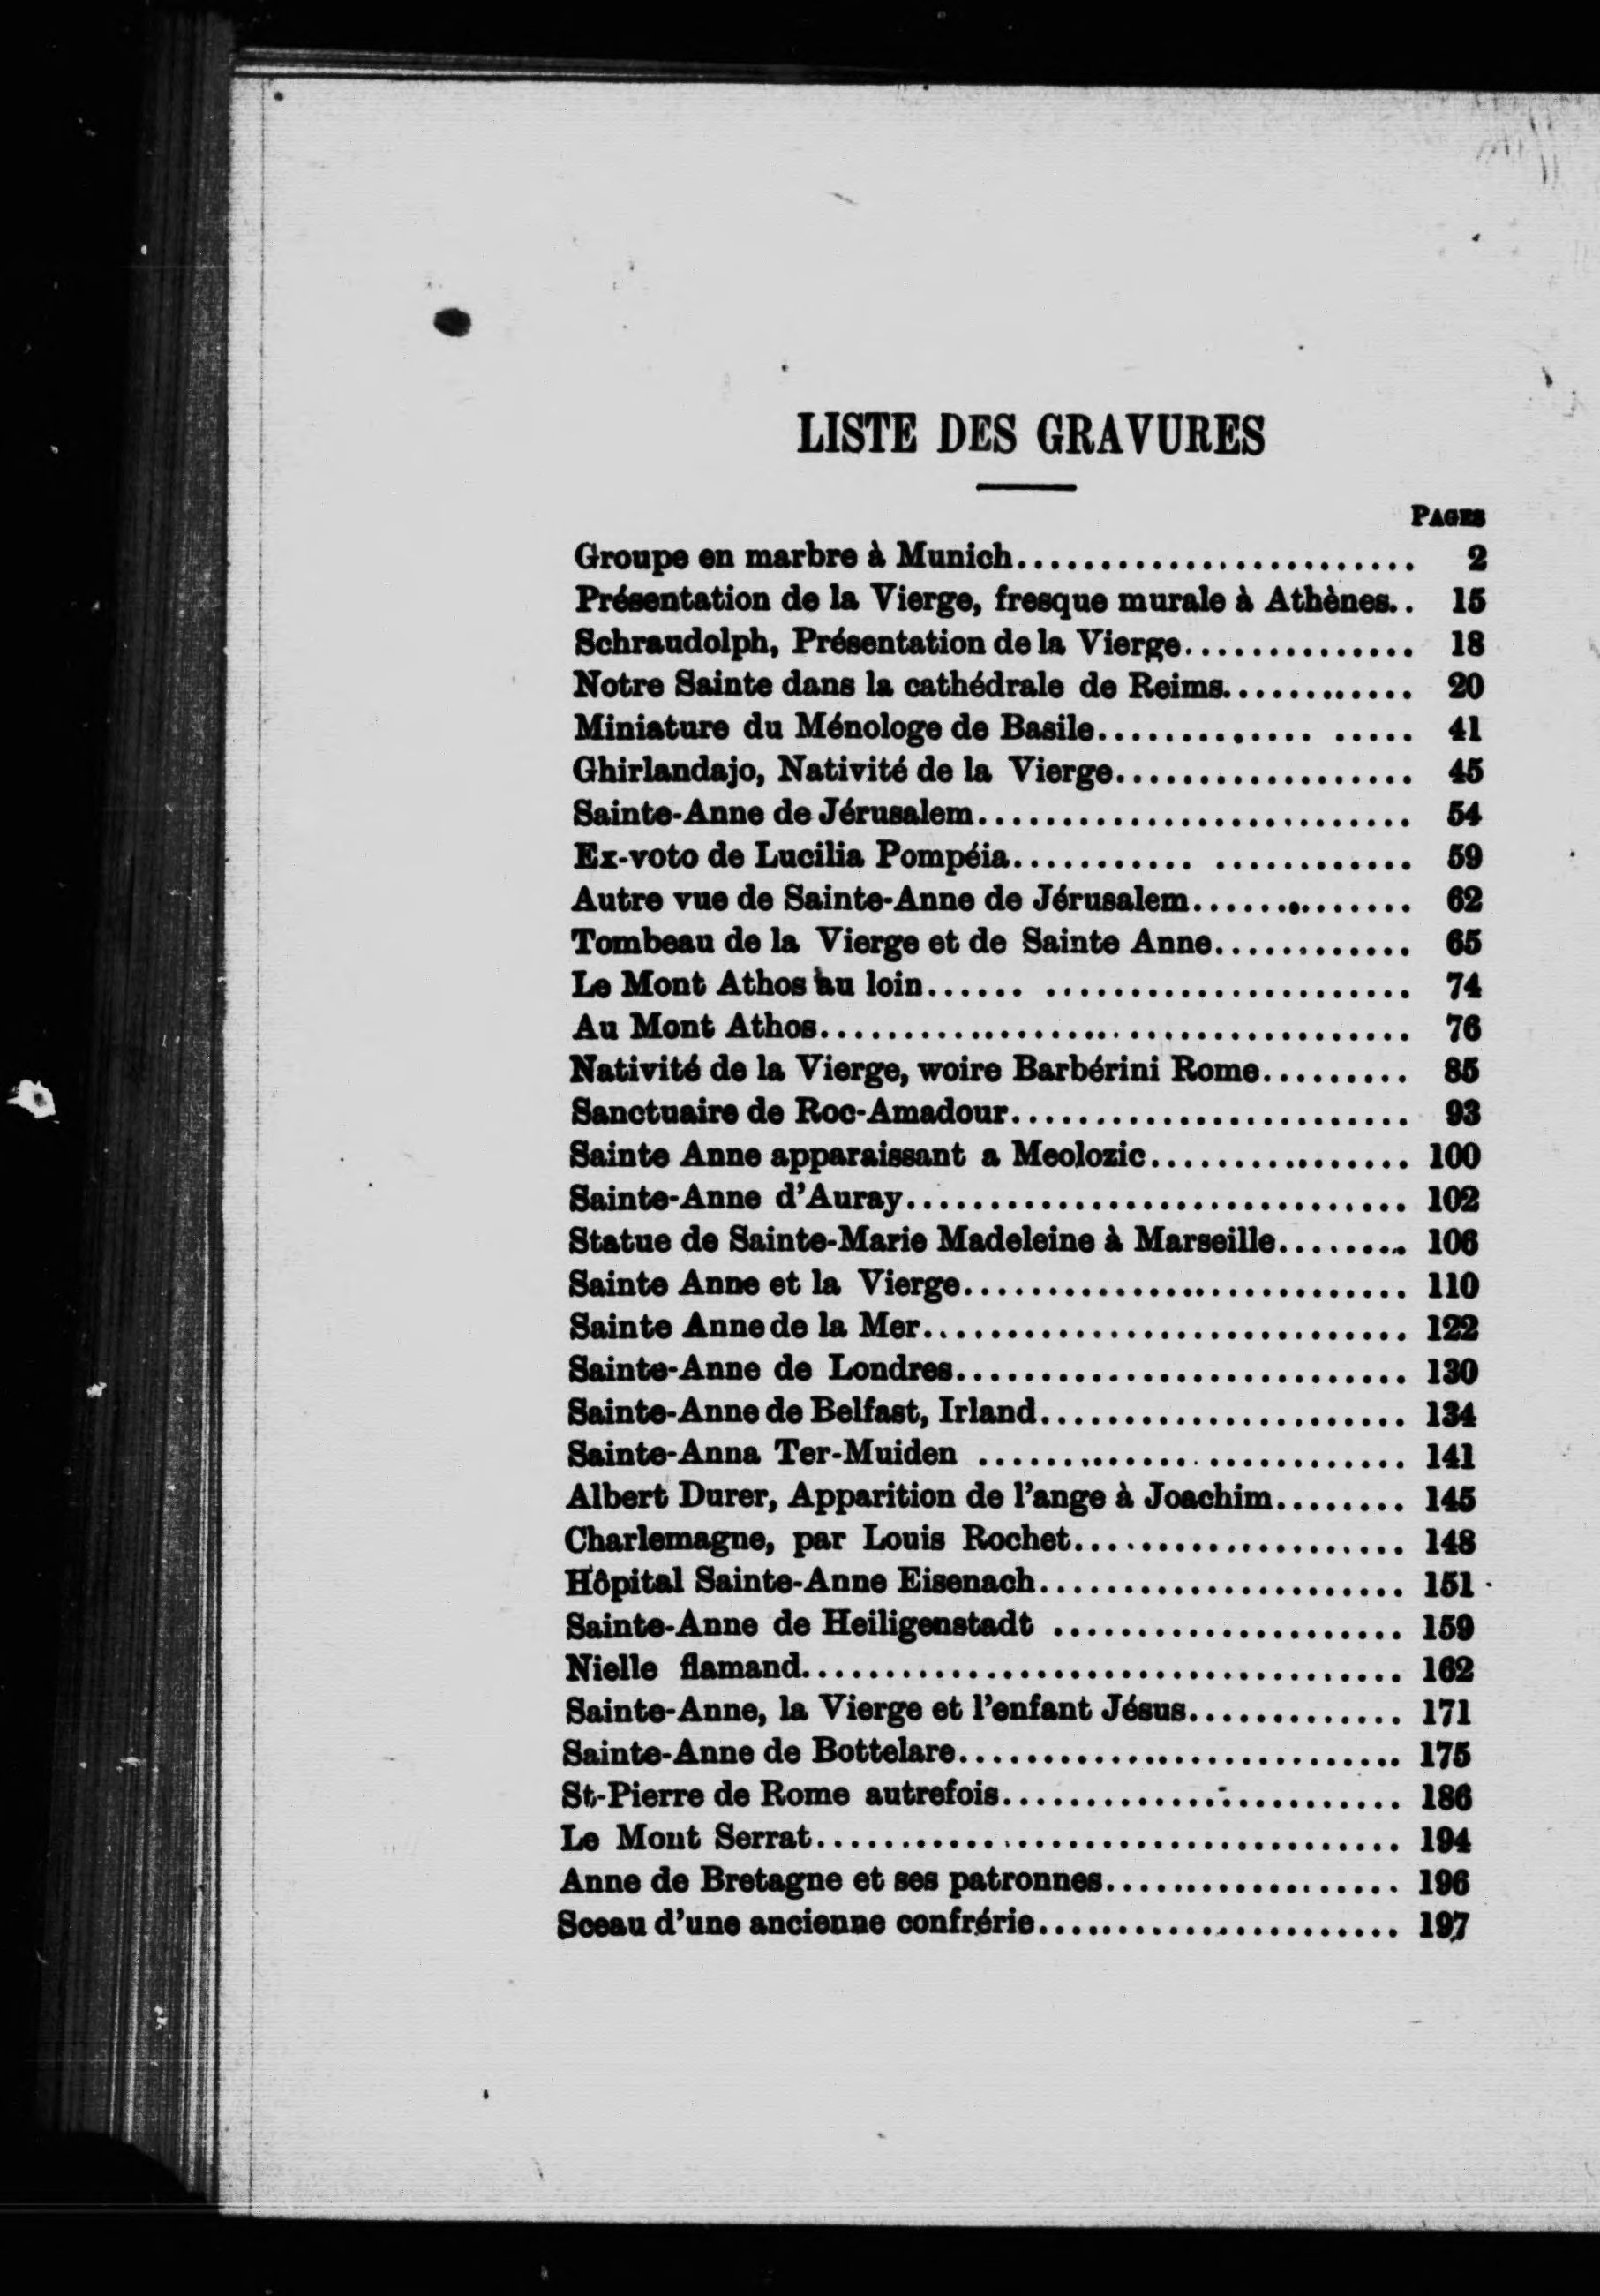 LISTE DES GRAVURES
PAGES
Groupe en marbre à Munich........................ 2
Présentation de la Vierge, fresque murale à Athènes.. 15
Schraudolph, Présentation de la Vierge.............. 18
Notre Sainte dans la cathédrale de Reims............ 20
Miniature du Ménologe de Basile............. ..... 41
Ghirlandajo, Nativité de la Vierge.................. 45
Sainte-Anne de Jérusalem.......................... 54
Ex-voto de Lucilia Pompéia........... ............ 59
Autre vue de Sainte-Anne de Jérusalem............. 62
Tombeau de la Vierge et de Sainte Anne............ 65
Le Mont Athos au loin...... ...................... 74
Au Mont Athos.................................... 76
Nativité de la Vierge, woire Barbérini Rome......... 85
Sanctuaire de Roc-Amadour........................ 93
Sainte Anne apparaissant a Meolozic................ 100
Sainte-Anne d'Auray.............................. 102
Statue de Sainte-Marie Madeleine à Marseille........ 106
Sainte Anne et la Vierge........................... 110
Sainte Anne de la Mer............................. 122
Sainte-Anne de Londres........................... 130
Sainte-Anne de Belfast, Irland...................... 134
Sainte-Anna Ter-Muiden ............. ............ 141
Albert Durer, Apparition de l'ange à Joachim........ 145
Charlemagne, par Louis Rochet.................... 148
Hôpital Sainte-Anne Eisenach...................... 151
Sainte-Anne de Heiligenstadt ..................... 159
Nielle flamand.................................... 162
Sainte-Anne, la Vierge et l'enfant Jésus............. 171
Sainte-Anne de Bottelare........................... 175
St-Pierre de Rome autrefois........................ 186
Le Mont Serrat................................... 194
Anne de Bretagne et ses patronnes.................. 196
Sceau d'une ancienne confrérie...................... 197